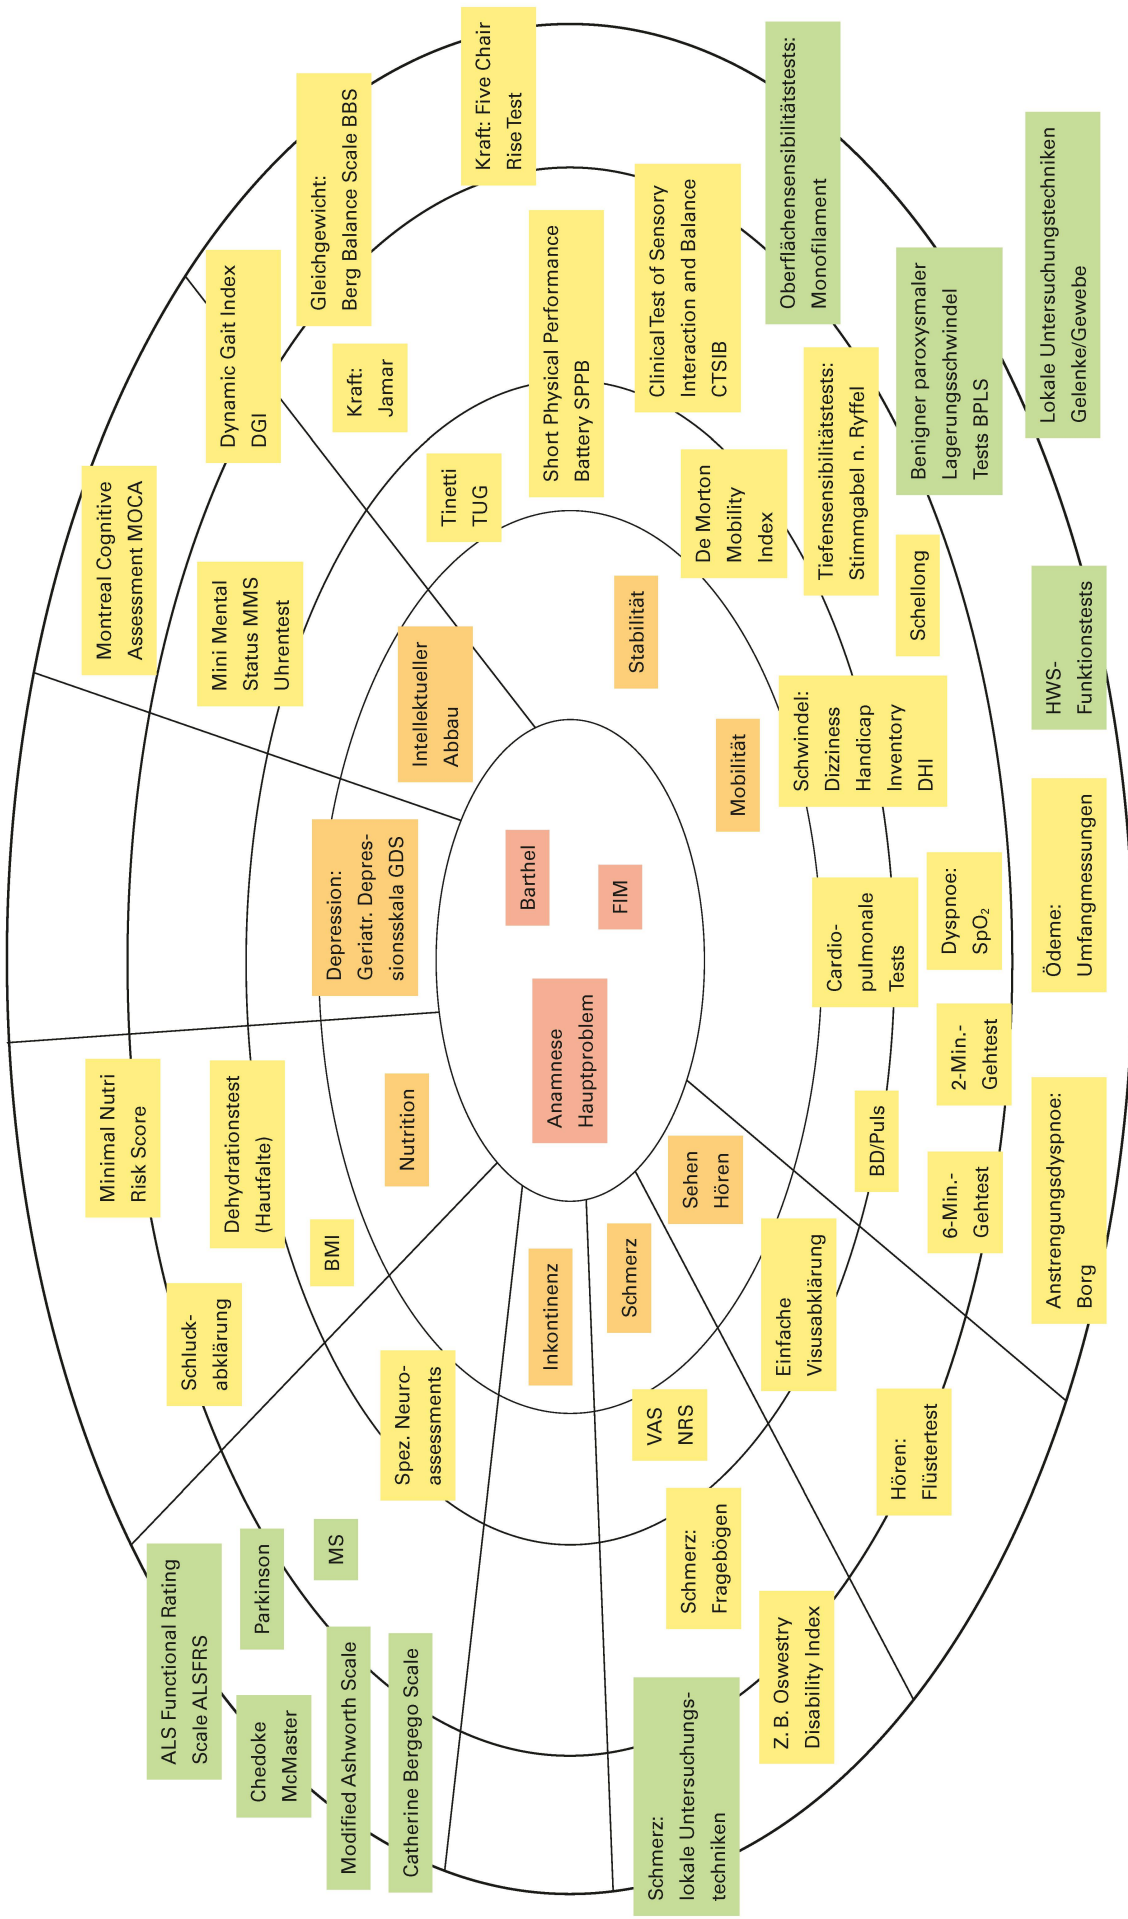 Minimal Nutri
Risk Score
Montreal Cognitive
Assessment MOCA
ALS Functional Rating
Scale ALSFRS
Schluck-
abklärung
Dehydrationstest
(Hautfalte)
Mini Mental
Status MMS
Uhrentest
Dynamic Gait Index
DGI
Chedoke
McMaster
Parkinson
Gleichgewicht:
Berg Balance Scale BBS
MS
BMI
Depression:
Geriatr. Depres-
sionsskala GDS
Kraft:
Jamar
Modified Ashworth Scale
Catherine Bergego Scale
Spez. Neuro-
assessments
Nutrition
Intellektueller
Abbau
Tinetti
TUG
Kraft: Five Chair
Rise Test
Inkontinenz
Anamnese
Hauptproblem
Barthel
Short Physical Performance
Battery SPPB
Schmerz
FIM
Stabilität
Schmerz:
lokale Untersuchungs-
techniken
VAS
NRS
Clinical Test of Sensory
Interaction and Balance
CTSIB
Schmerz:
Fragebögen
Sehen
Hören
De Morton
Mobility
Index
Mobilität
Z. B. Oswestry
Disability Index
Einfache
Visusabklärung
Oberflächensensibilitätstests:
Monofilament
Schwindel:
Dizziness
Handicap
Inventory
DHI
Tiefensensibilitätstests:
Stimmgabel n. Ryffel
Cardio-
pulmonale
Tests
BD/Puls
Hören:
Flüstertest
Schellong
Benigner paroxysmaler
Lagerungsschwindel
Tests BPLS
6-Min.-
Gehtest
2-Min.-
Gehtest
Dyspnoe:
SpO₂
Anstrengungsdyspnoe:
Borg
Ödeme:
Umfangmessungen
HWS-
Funktionstests
Lokale Untersuchungstechniken
Gelenke/Gewebe